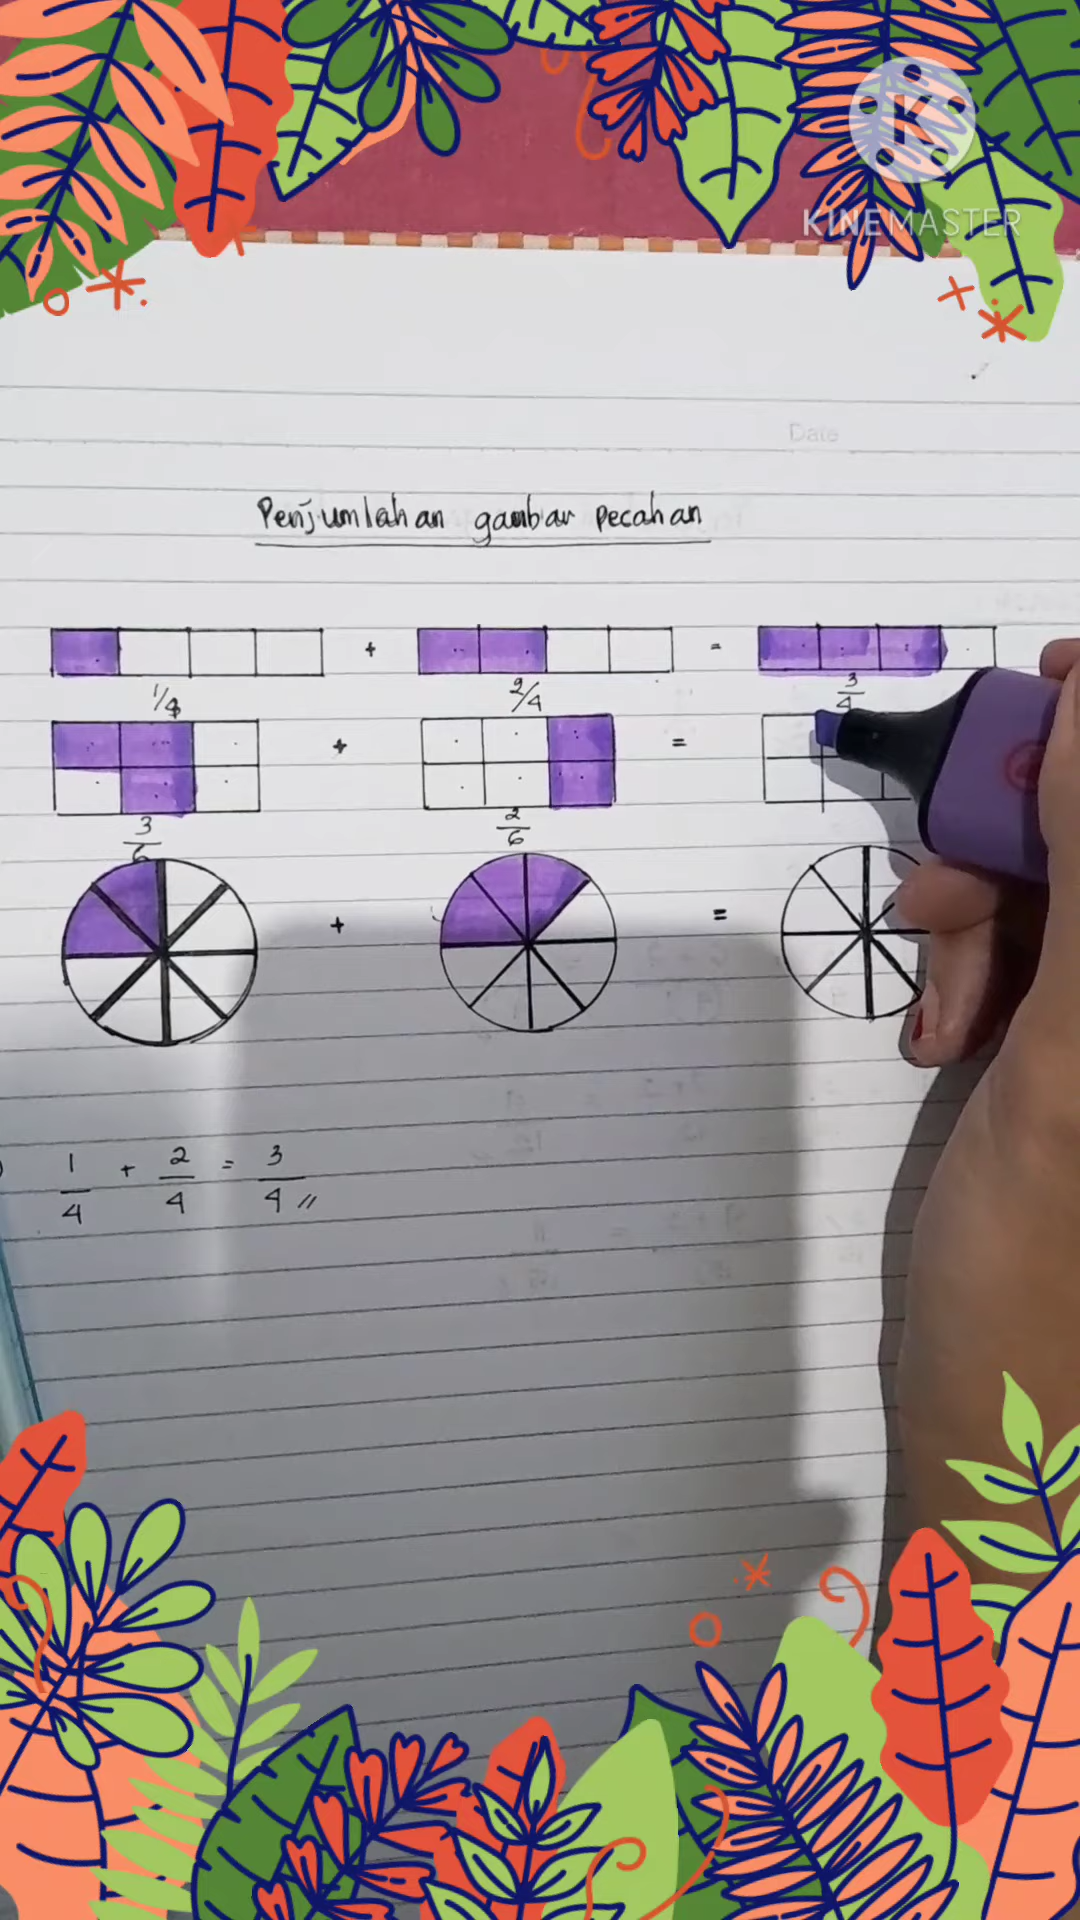 K
KINEMASTER
Date
Penjumlahan gambar pecahan
+ =
1/4 2/4 3/4
+ =
3/6 2/6
+ =
1/4 + 2/4 = 3/4 //